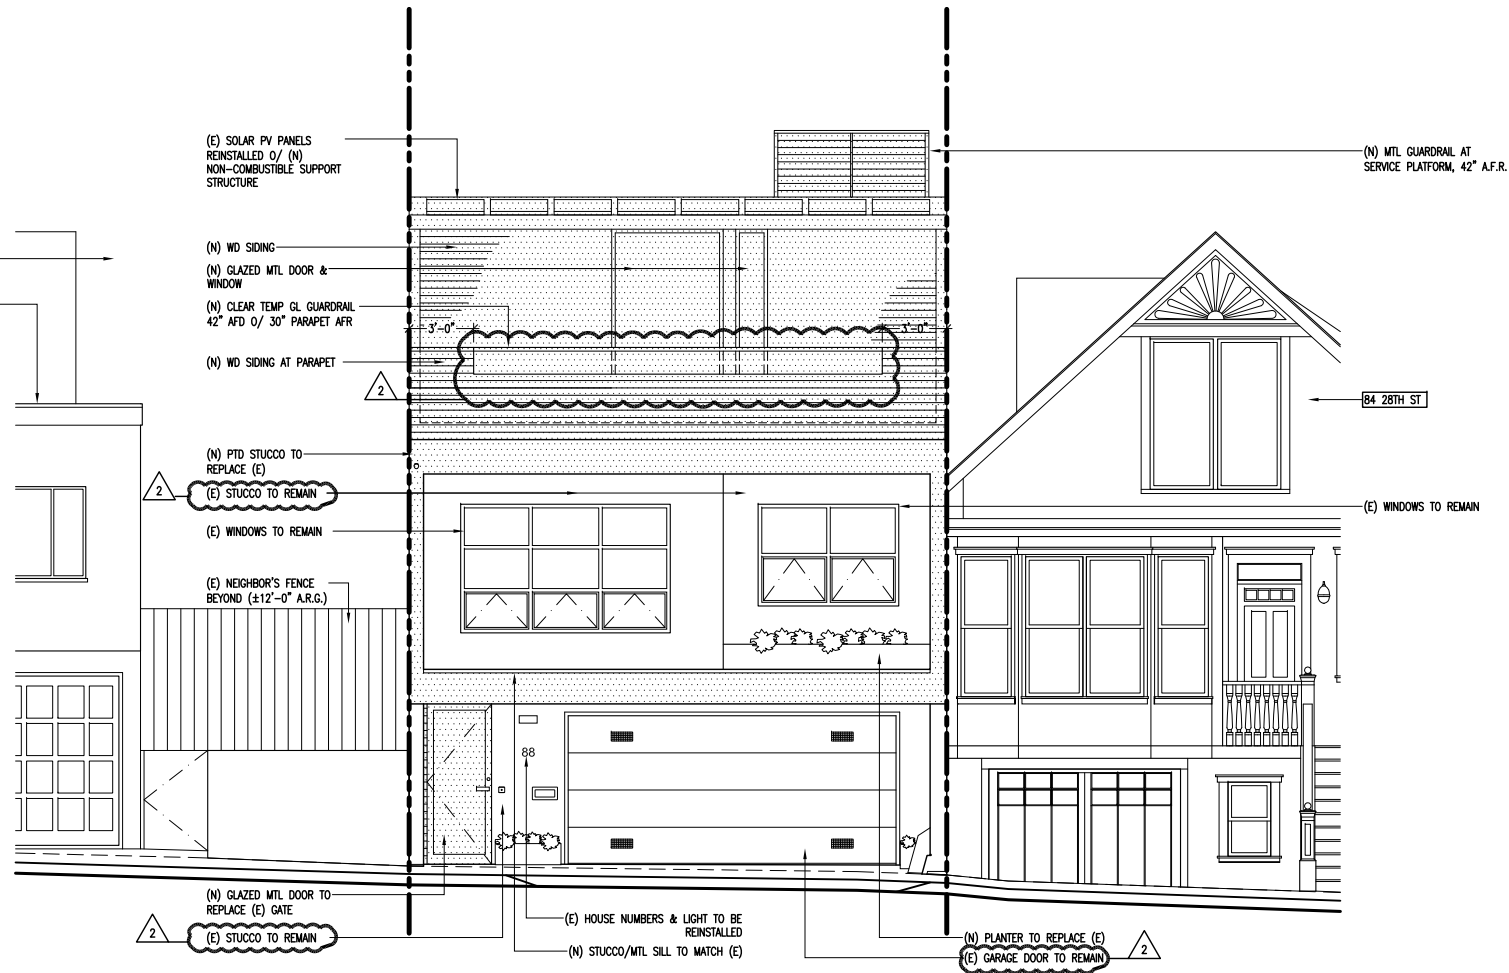 (E) SOLAR PV PANELS
REINSTALLED O/ (N)
NON-COMBUSTIBLE SUPPORT
STRUCTURE
(N) MTL GUARDRAIL AT
SERVICE PLATFORM, 42" A.F.R.
(N) WD SIDING
(N) GLAZED MTL DOOR &
WINDOW
(N) CLEAR TEMP GL GUARDRAIL
42" AFD O/ 30" PARAPET AFR
3'-0"
3'-0"
(N) WD SIDING AT PARAPET
2
84 28TH ST
(N) PTD STUCCO TO
REPLACE (E)
2
(E) STUCCO TO REMAIN
(E) WINDOWS TO REMAIN
(E) WINDOWS TO REMAIN
(E) NEIGHBOR'S FENCE
BEYOND (±12'-0" A.R.G.)
88
(N) GLAZED MTL DOOR TO
REPLACE (E) GATE
2
(E) STUCCO TO REMAIN
(E) HOUSE NUMBERS & LIGHT TO BE
REINSTALLED
(N) STUCCO/MTL SILL TO MATCH (E)
(N) PLANTER TO REPLACE (E)
(E) GARAGE DOOR TO REMAIN
2